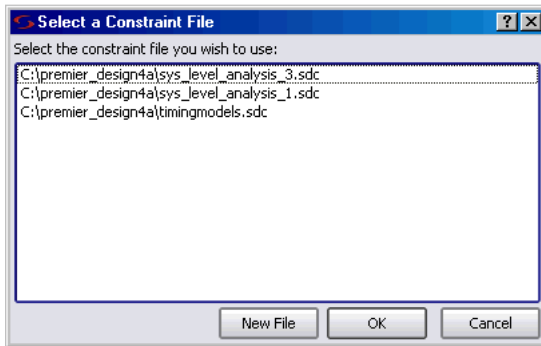 Select a Constraint File
Select the constraint file you wish to use:
C:\premier_design4a\sys_level_analysis_3.sdc
C:\premier_design4a\sys_level_analysis_1.sdc
C:\premier_design4a\timingmodels.sdc
New File OK Cancel